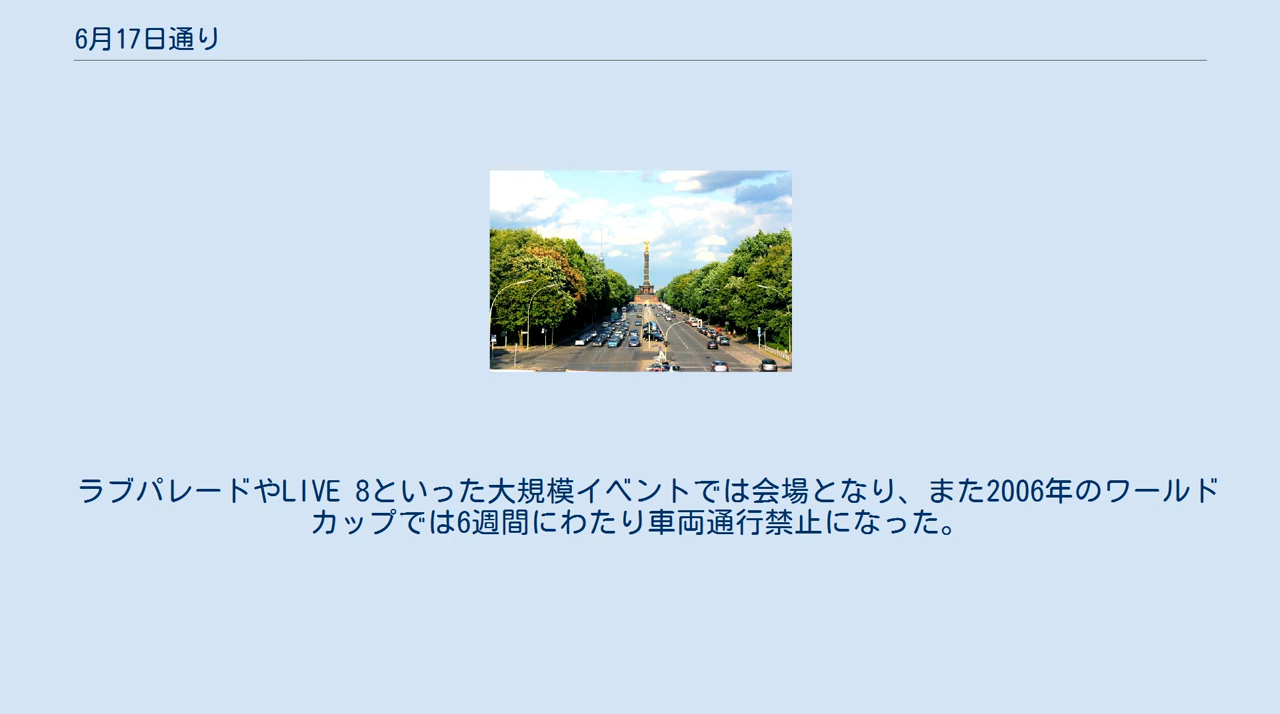 6月17日通り
ラブパレードやLIVE 8といった大規模イベントでは会場となり、また2006年のワールド
カップでは6週間にわたり車両通行禁止になった。